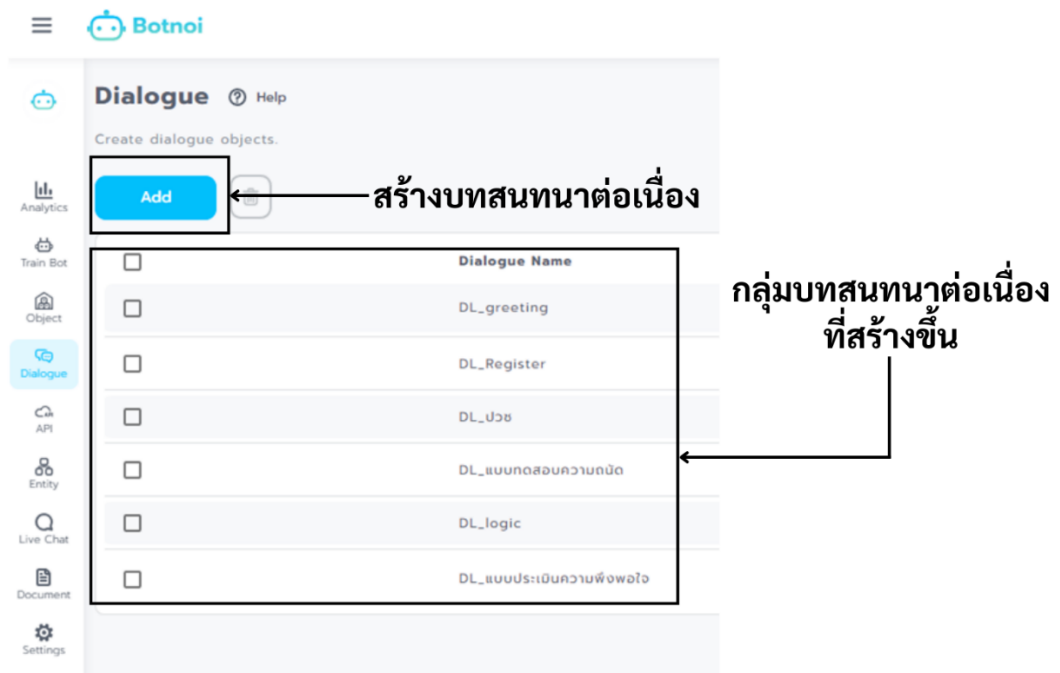 Botnoi
Dialogue Help
Create dialogue objects.
Add
สร้างบทสนทนาต่อเนื่อง
Analytics
Train Bot
Object
Dialogue
API
Entity
Live Chat
Document
Settings
Dialogue Name
DL_greeting
DL_Register
DL_ปวช
DL_แบบทดสอบความถนัด
DL_logic
DL_แบบประเมินความพึงพอใจ
กลุ่มบทสนทนาต่อเนื่อง
ที่สร้างขึ้น